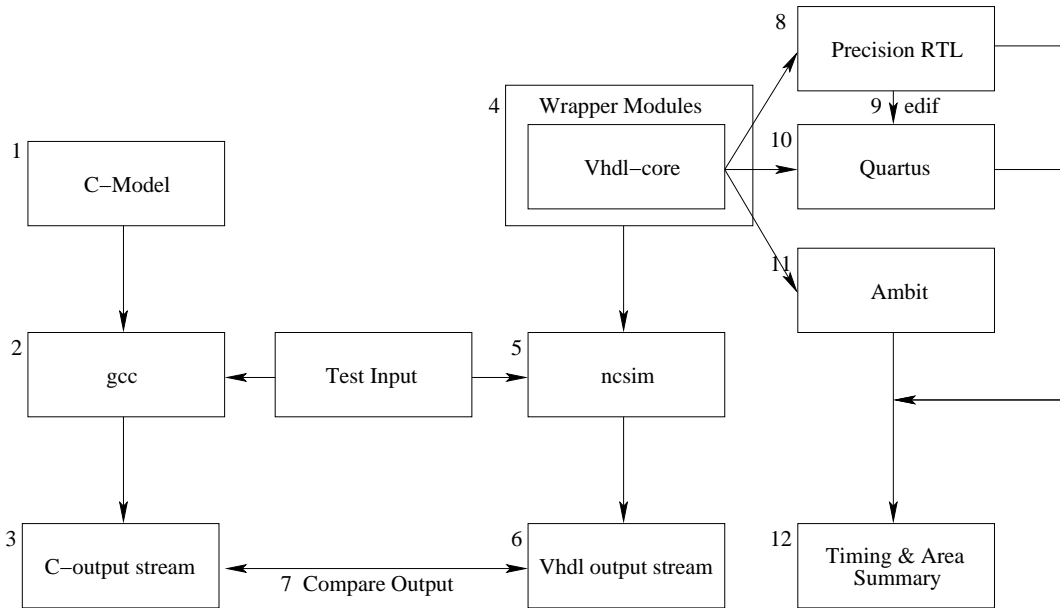 8
Precision RTL
4
Wrapper Modules
9 edif
1
10
C−Model
Vhdl−core
Quartus
11
Ambit
2
gcc
Test Input
5
ncsim
3
C−output stream
7 Compare Output
6
Vhdl output stream
12
Timing & Area
Summary